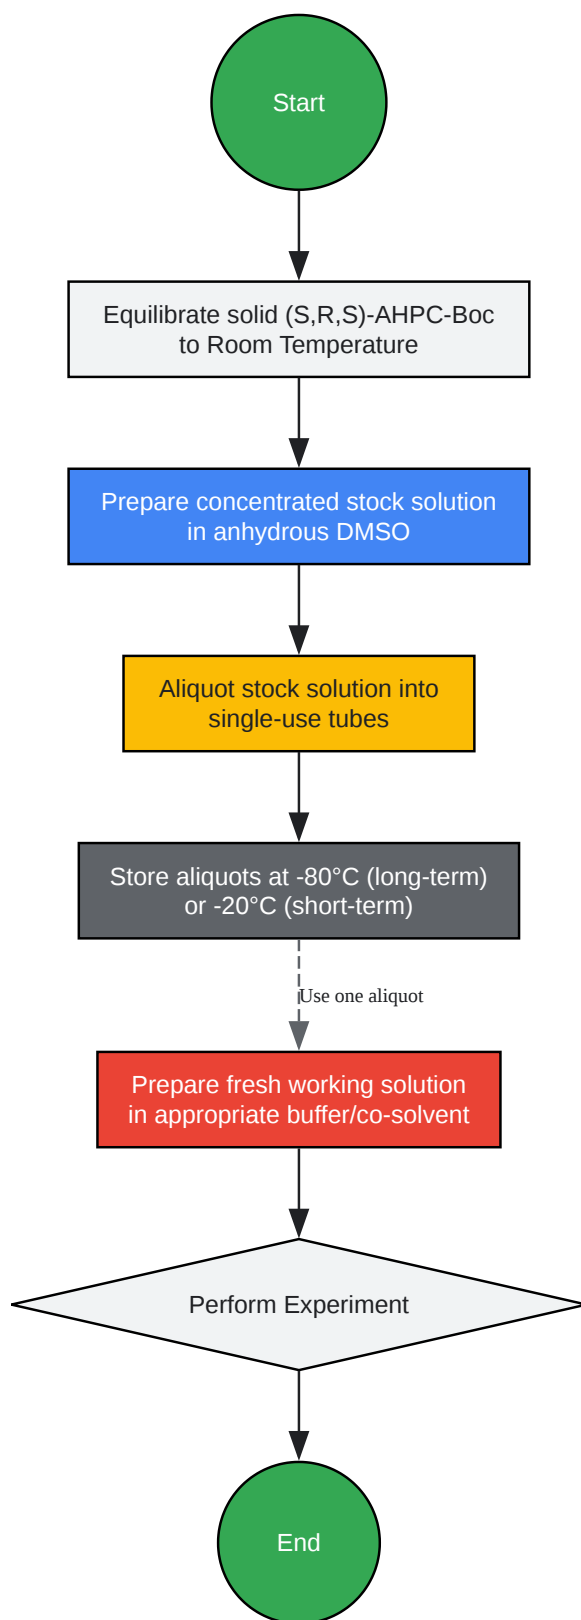 Start
Equilibrate solid (S,R,S)-AHPC-Boc
to Room Temperature
Prepare concentrated stock solution
in anhydrous DMSO
Aliquot stock solution into
single-use tubes
Store aliquots at -80°C (long-term)
or -20°C (short-term)
Use one aliquot
Prepare fresh working solution
in appropriate buffer/co-solvent
Perform Experiment
End